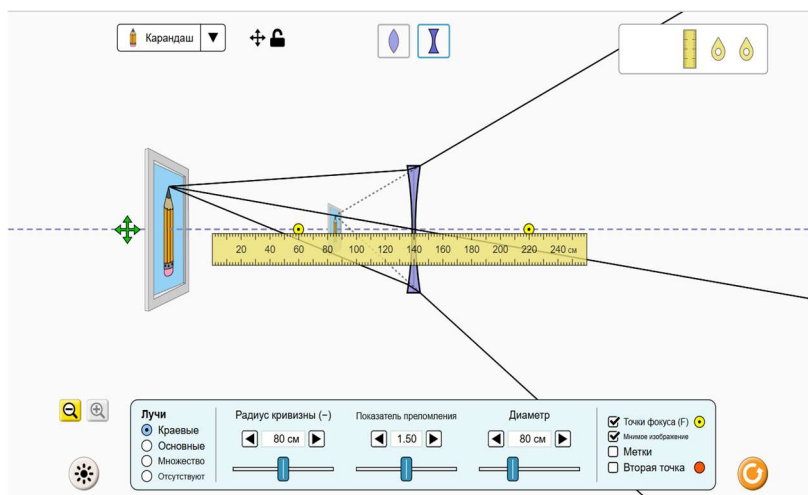 Карандаш
20 40 60 80 100 120 140 160 180 200 220 240 см
Лучи
Краевые
Основные
Множество
Отсутствуют
Радиус кривизны (−)
80 см
Показатель преломления
1.50
Диаметр
80 см
Точки фокуса (F)
Мнимое изображение
Метки
Вторая точка